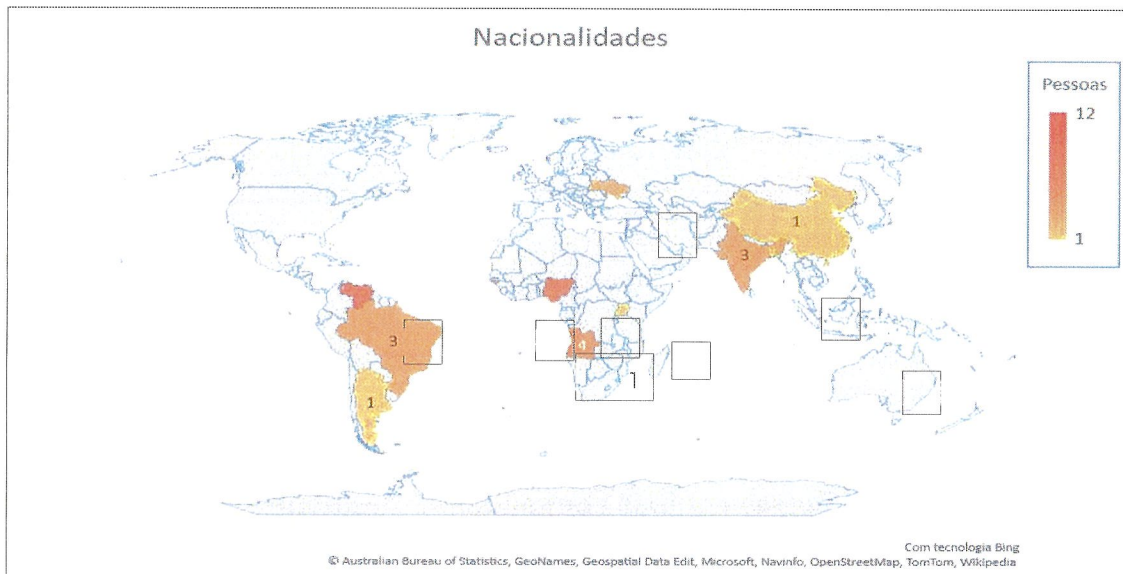 Nacionalidades
Pessoas
12
1
1
3
3
4
1
1
Com tecnologia Bing
© Australian Bureau of Statistics, GeoNames, Geospatial Data Edit, Microsoft, Navinfo, OpenStreetMap, TomTom, Wikipedia